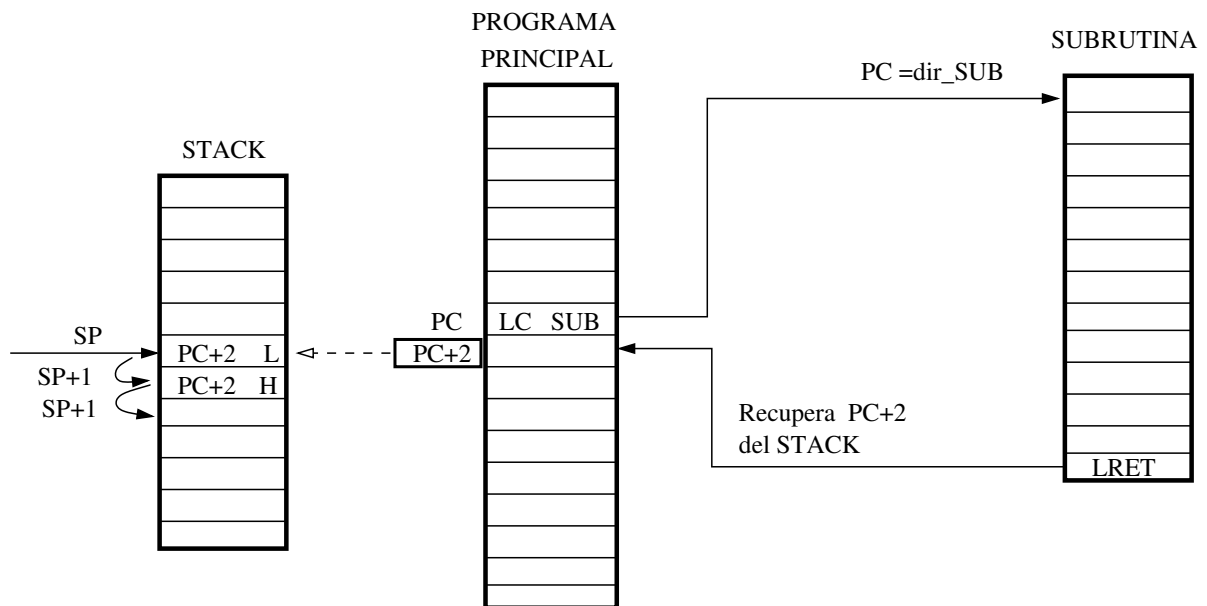 PROGRAMA
PRINCIPAL
SUBRUTINA
PC =dir_SUB
STACK
PC
LC SUB
SP
PC+2 L
PC+2
SP+1
PC+2 H
SP+1
Recupera PC+2
del STACK
LRET